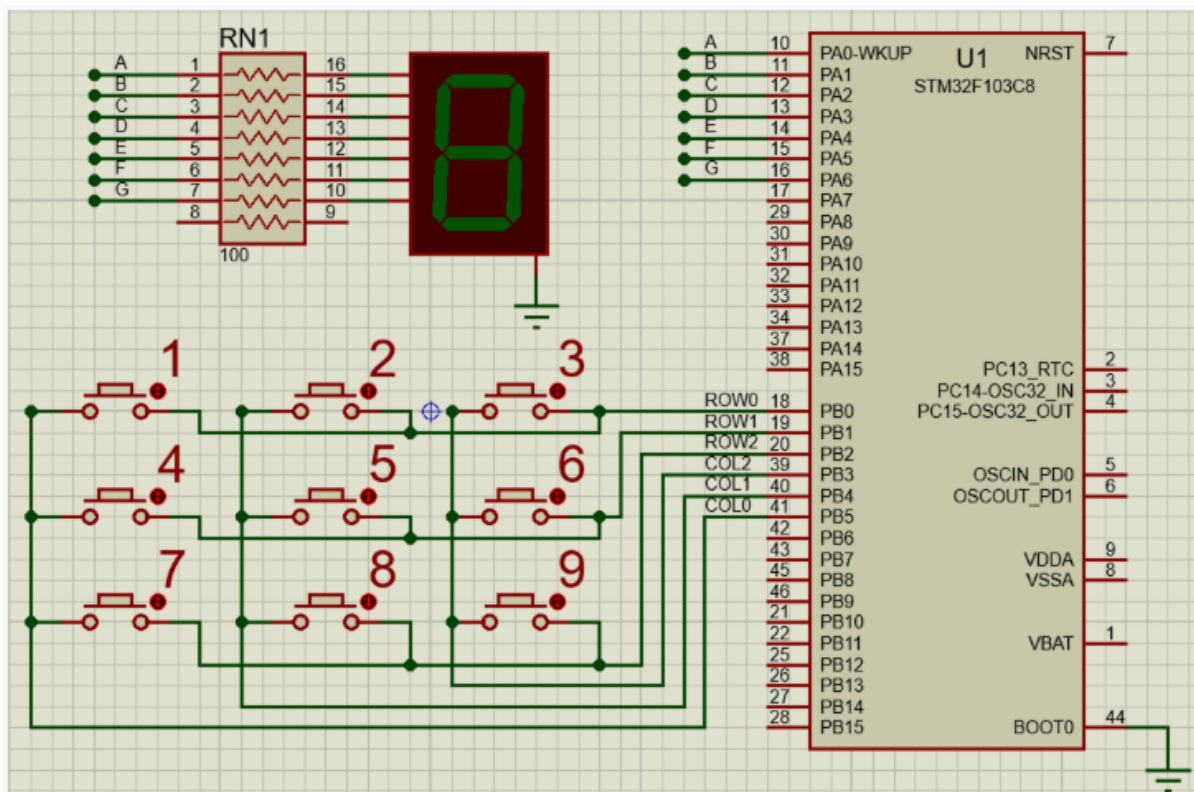 RN1
A 1 16
B 2 15
C 3 14
D 4 13
E 5 12
F 6 11
G 7 10
8 9
100
1 2 3
4 5 6
7 8 9
U1
STM32F103C8
A 10 PA0-WKUP NRST 7
B 11 PA1
C 12 PA2
D 13 PA3
E 14 PA4
F 15 PA5
G 16 PA6
17 PA7
29 PA8
30 PA9
31 PA10
32 PA11
33 PA12
34 PA13
37 PA14
38 PA15 PC13_RTC 2
PC14-OSC32_IN 3
ROW0 18 PB0 PC15-OSC32_OUT 4
ROW1 19 PB1
ROW2 20 PB2
COL2 39 PB3 OSCIN_PD0 5
COL1 40 PB4 OSCOUT_PD1 6
COL0 41 PB5
42 PB6
43 PB7 VDDA 9
45 PB8 VSSA 8
46 PB9
21 PB10
22 PB11 VBAT 1
25 PB12
26 PB13
27 PB14
28 PB15 BOOT0 44